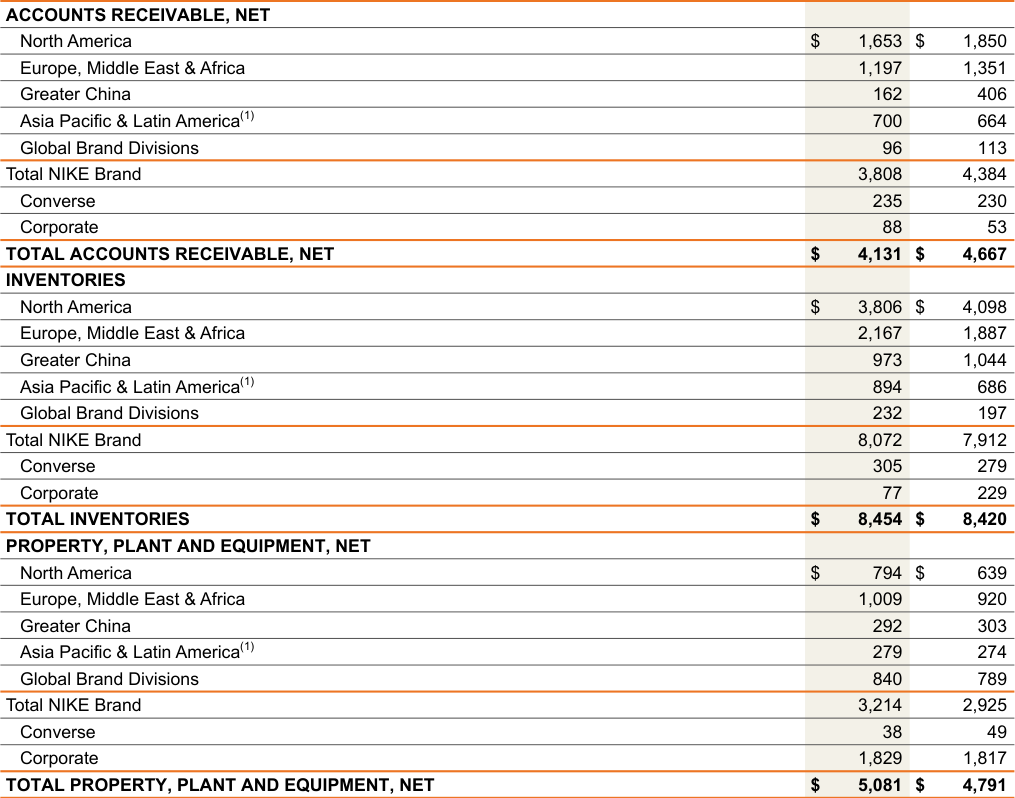 ACCOUNTS RECEIVABLE, NET
North America $ 1,653 $ 1,850
Europe, Middle East & Africa 1,197 1,351
Greater China 162 406
Asia Pacific & Latin America(1) 700 664
Global Brand Divisions 96 113
Total NIKE Brand 3,808 4,384
Converse 235 230
Corporate 88 53
TOTAL ACCOUNTS RECEIVABLE, NET $ 4,131 $ 4,667
INVENTORIES
North America $ 3,806 $ 4,098
Europe, Middle East & Africa 2,167 1,887
Greater China 973 1,044
Asia Pacific & Latin America(1) 894 686
Global Brand Divisions 232 197
Total NIKE Brand 8,072 7,912
Converse 305 279
Corporate 77 229
TOTAL INVENTORIES $ 8,454 $ 8,420
PROPERTY, PLANT AND EQUIPMENT, NET
North America $ 794 $ 639
Europe, Middle East & Africa 1,009 920
Greater China 292 303
Asia Pacific & Latin America(1) 279 274
Global Brand Divisions 840 789
Total NIKE Brand 3,214 2,925
Converse 38 49
Corporate 1,829 1,817
TOTAL PROPERTY, PLANT AND EQUIPMENT, NET $ 5,081 $ 4,791